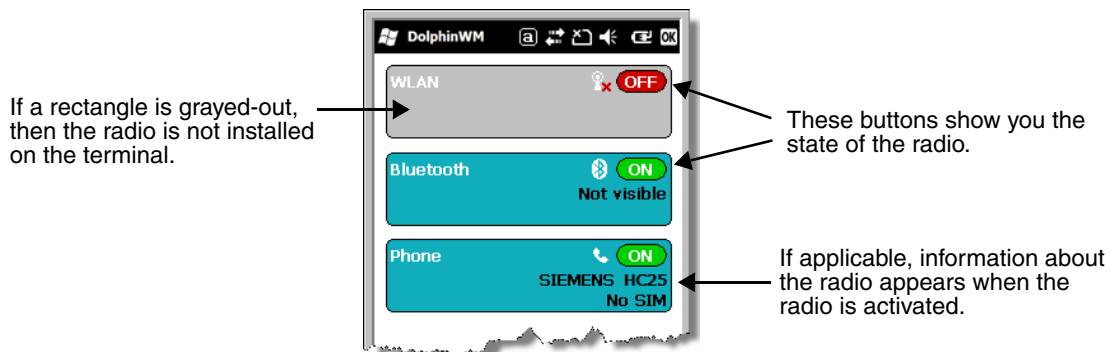 DolphinWM a OK
WLAN OFF
If a rectangle is grayed-out,
then the radio is not installed
on the terminal.
These buttons show you the
state of the radio.
Bluetooth ON
Not visible
Phone ON
SIEMENS HC25
No SIM
If applicable, information about
the radio appears when the
radio is activated.